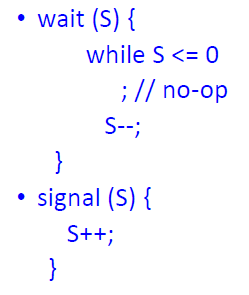 • wait (S) {
while S <= 0
; // no-op
S--;
}
• signal (S) {
S++;
}